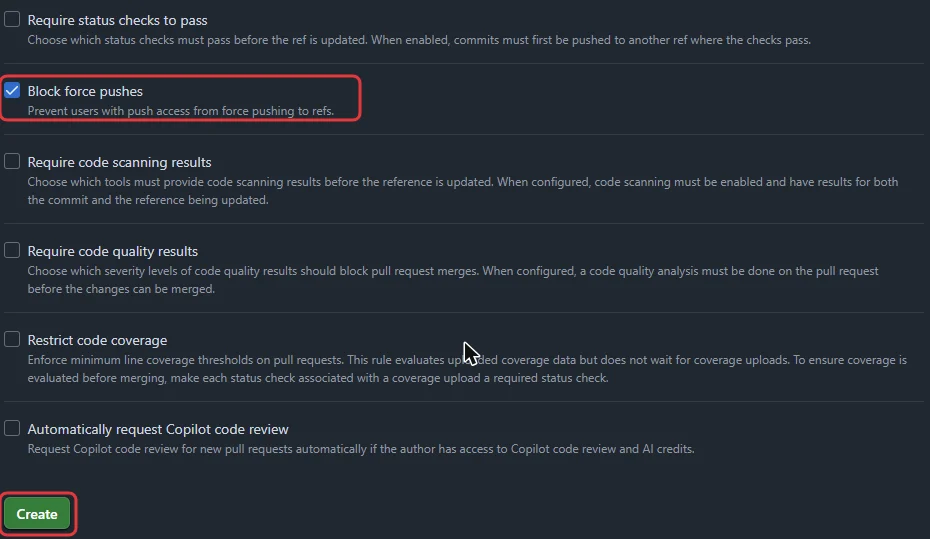 Require status checks to pass
Choose which status checks must pass before the ref is updated. When enabled, commits must first be pushed to another ref where the checks pass.
Block force pushes
Prevent users with push access from force pushing to refs.
Require code scanning results
Choose which tools must provide code scanning results before the reference is updated. When configured, code scanning must be enabled and have results for both
the commit and the reference being updated.
Require code quality results
Choose which severity levels of code quality results should block pull request merges. When configured, a code quality analysis must be done on the pull request
before the changes can be merged.
Restrict code coverage
Enforce minimum line coverage thresholds on pull requests. This rule evaluates uploaded coverage data but does not wait for coverage uploads. To ensure coverage is
evaluated before merging, make each status check associated with a coverage upload a required status check.
Automatically request Copilot code review
Request Copilot code review for new pull requests automatically if the author has access to Copilot code review and AI credits.
Create